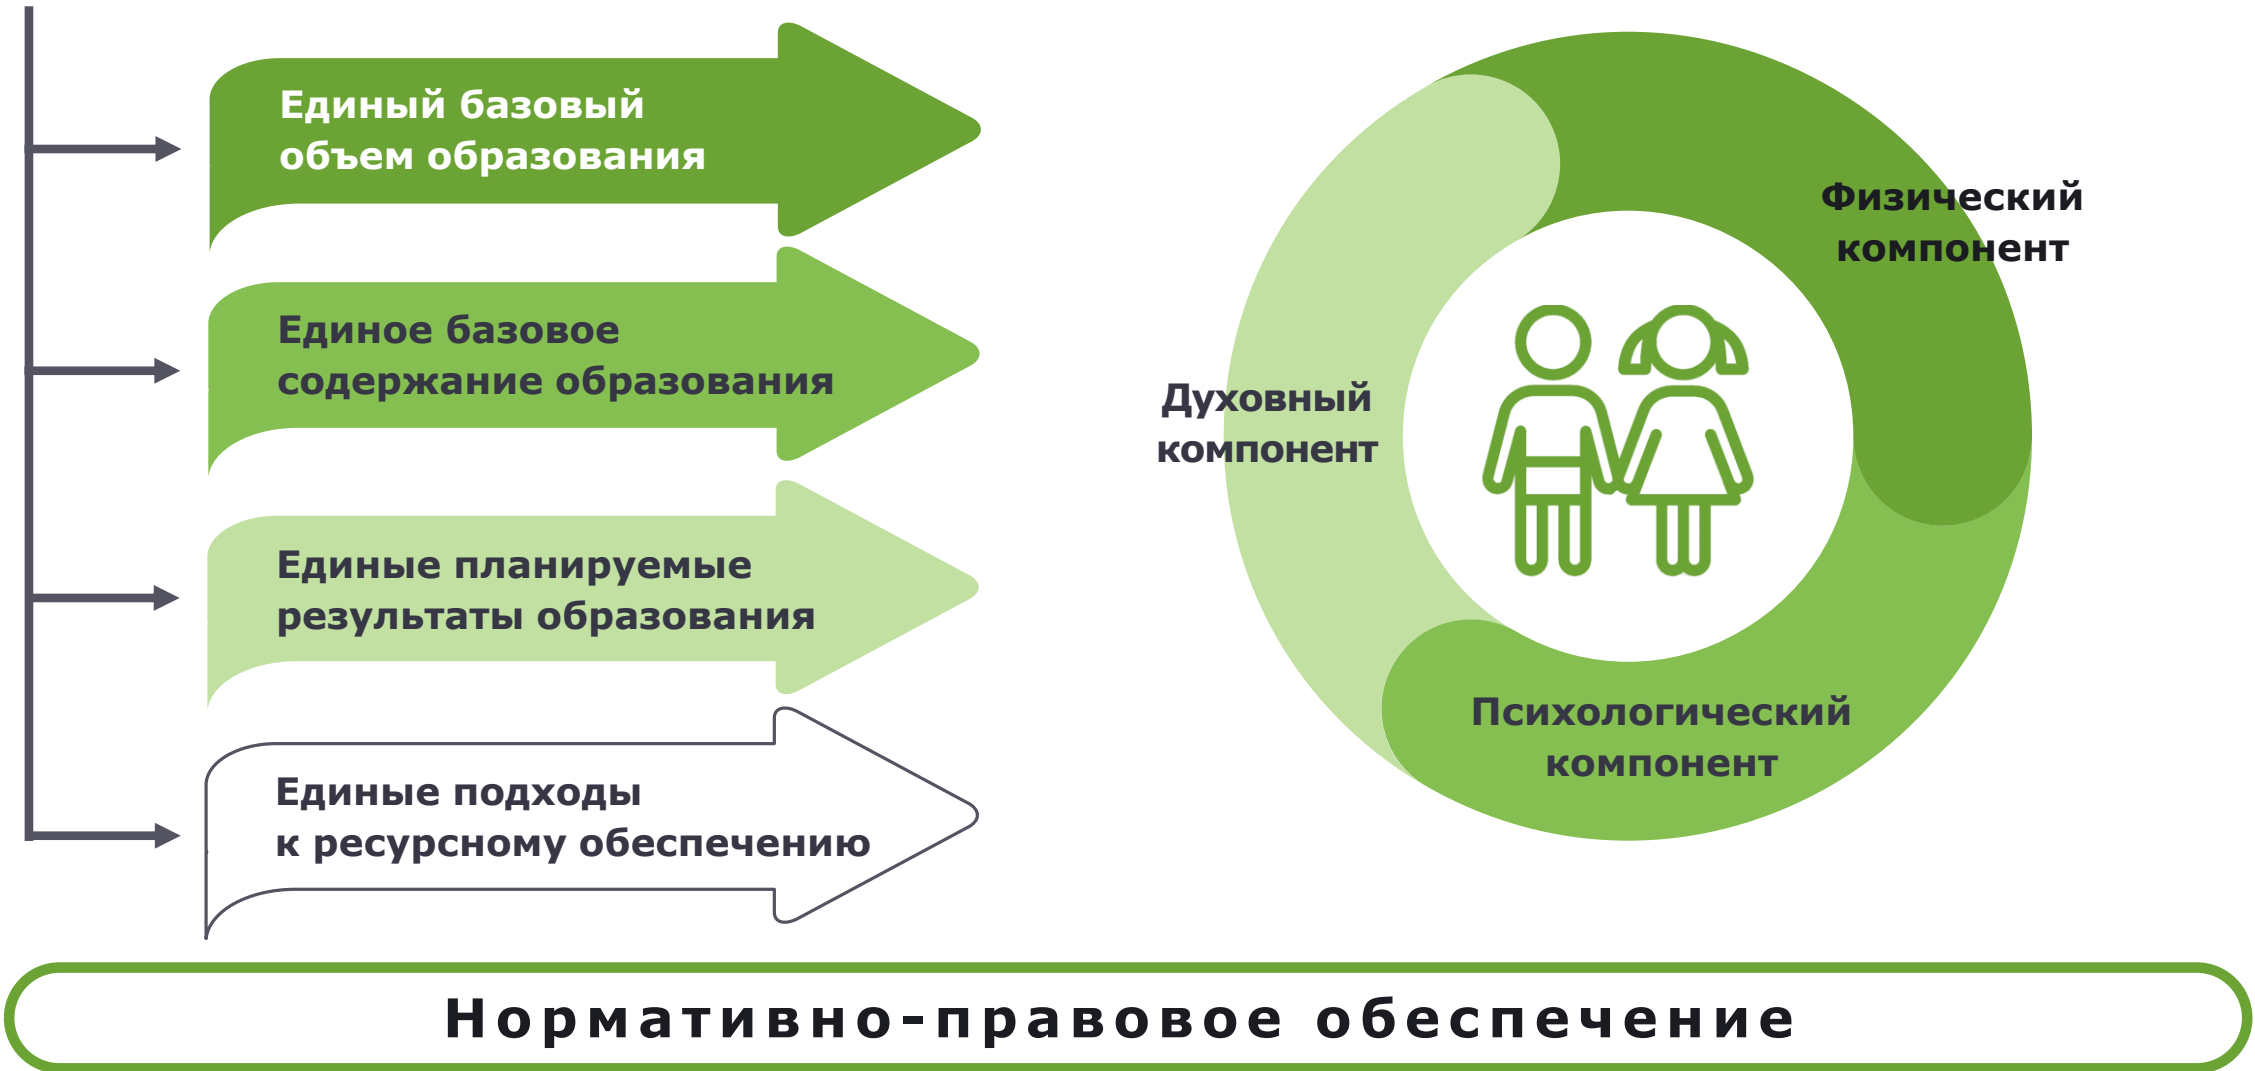 Единый базовый
объем образования
Единое базовое
содержание образования
Единые планируемые
результаты образования
Единые подходы
к ресурсному обеспечению
Физический
компонент
Духовный
компонент
Психологический
компонент
Нормативно-правовое обеспечение